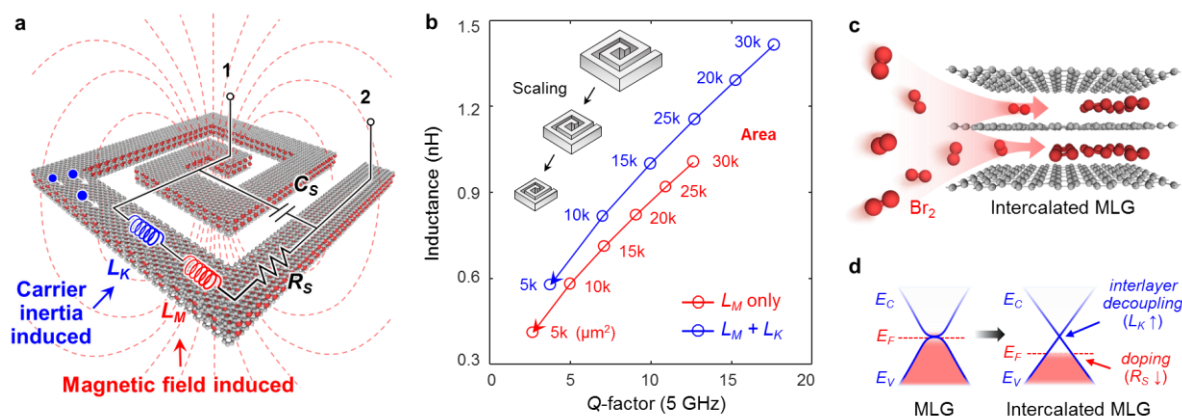 a
1
2
C_S
R_S
L_K
L_M
Carrier
inertia
induced
Magnetic field induced
b
Inductance (nH)
1.5
1.2
0.9
0.6
0.3
0
5
10
15
20
Q-factor (5 GHz)
Scaling
30k
20k
25k
15k
10k
5k
Area
30k
25k
20k
15k
10k
5k (μm²)
L_M only
L_M + L_K
c
Br₂
Intercalated MLG
d
E_C
E_F
E_V
MLG
E_C
E_F
E_V
Intercalated MLG
interlayer
decoupling
(L_K ↑)
doping
(R_S ↓)